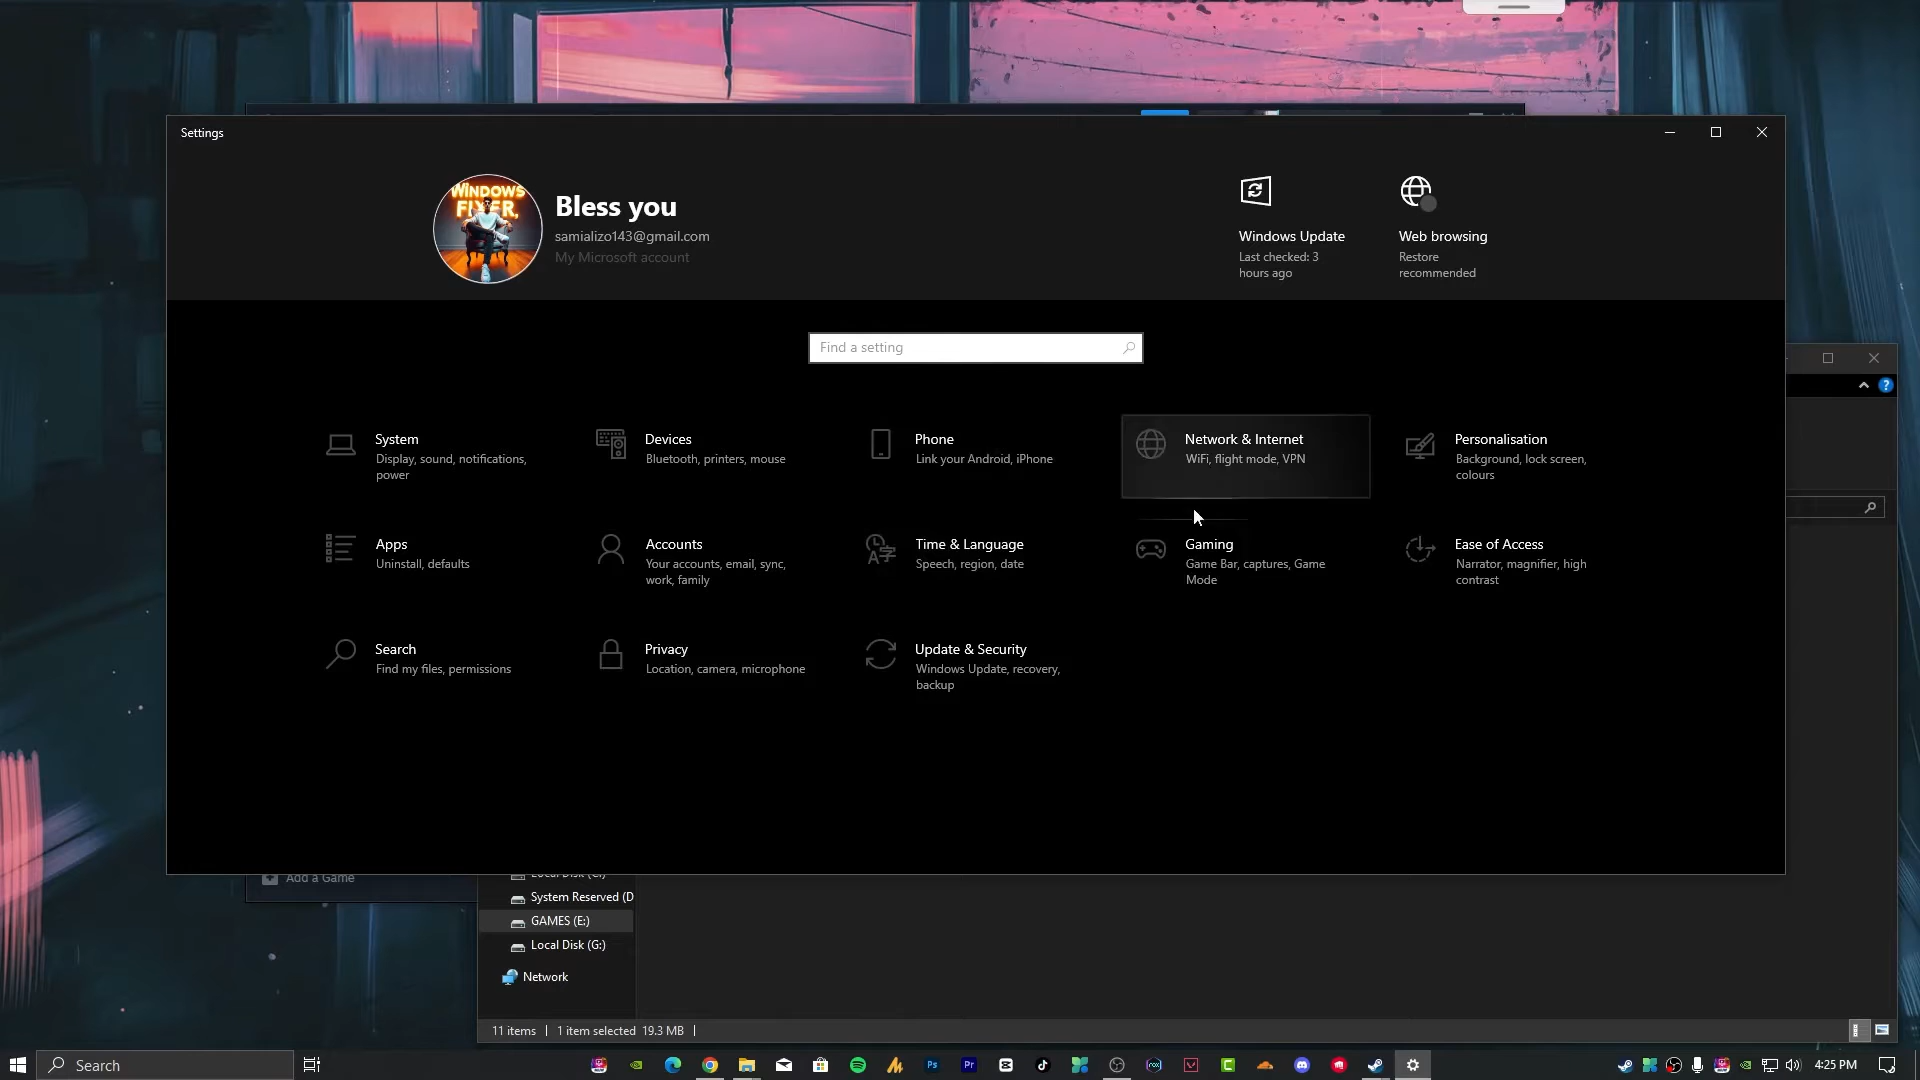 Settings
WINDOWS
FIXER,
Bless you
samializo143@gmail.com
My Microsoft account
Windows Update
Last checked: 3
hours ago
Web browsing
Restore
recommended
Find a setting
System
Display, sound, notifications,
power
Devices
Bluetooth, printers, mouse
Phone
Link your Android, iPhone
Network & Internet
WiFi, flight mode, VPN
Personalisation
Background, lock screen,
colours
Apps
Uninstall, defaults
Accounts
Your accounts, email, sync,
work, family
Time & Language
Speech, region, date
Gaming
Game Bar, captures, Game
Mode
Ease of Access
Narrator, magnifier, high
contrast
Search
Find my files, permissions
Privacy
Location, camera, microphone
Update & Security
Windows Update, recovery,
backup
Add a Game
System Reserved (D
GAMES (E:)
Local Disk (G:)
Network
11 items
1 item selected 19.3 MB
Search
Ps
Pr
4:25 PM